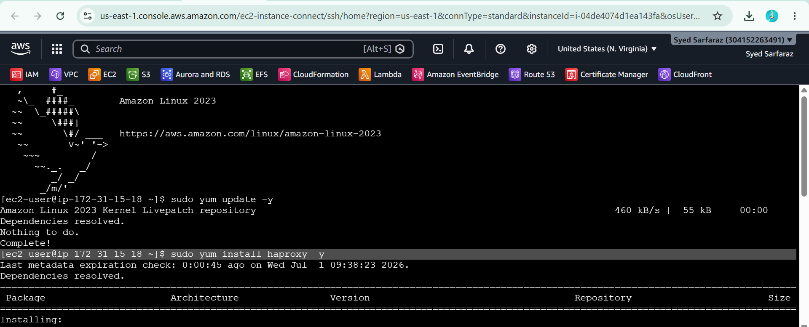 us-east-1.console.aws.amazon.com/ec2-instance-connect/ssh/home?region=us-east-1&connType=standard&instanceId=i-04de4074d1ea143fa&osUser...
aws
Search
[Alt+S]
United States (N. Virginia)
Syed Sarfaraz (304152263491)
Syed Sarfaraz
IAM VPC EC2 S3 Aurora and RDS EFS CloudFormation Lambda Amazon EventBridge Route 53 Certificate Manager CloudFront
Amazon Linux 2023
https://aws.amazon.com/linux/amazon-linux-2023
[ec2-user@ip-172-31-15-18 ~]$ sudo yum update -y
Amazon Linux 2023 Kernel Livepatch repository 460 kB/s | 55 kB 00:00
Dependencies resolved.
Nothing to do.
Complete!
[ec2-user@ip-172-31-15-18 ~]$ sudo yum install haproxy -y
Last metadata expiration check: 0:00:45 ago on Wed Jul 1 09:38:23 2026.
Dependencies resolved.
Package Architecture Version Repository Size
Installing: